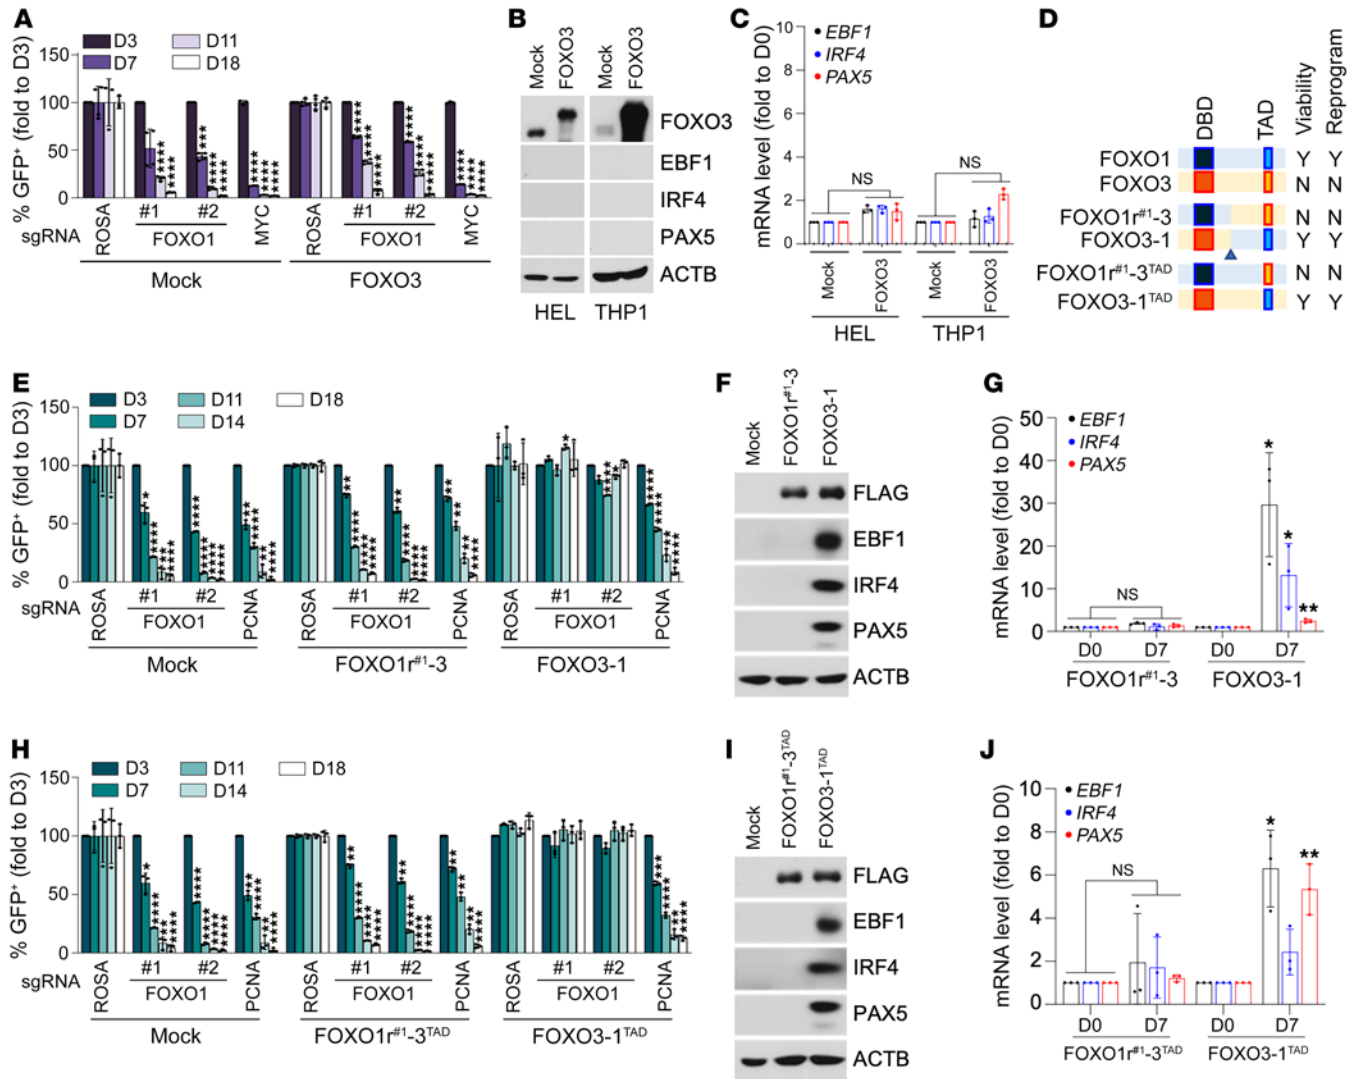 A
D3
D7
D11
D18
% GFP⁺ (fold to D3)
150
100
50
0
**** **** **** **** **** **** **** ****
sgRNA
ROSA
#1
#2
FOXO1
MYC
ROSA
#1
#2
FOXO1
MYC
Mock
FOXO3
B
Mock
FOXO3
Mock
FOXO3
FOXO3
EBF1
IRF4
PAX5
ACTB
HEL
THP1
C
EBF1
IRF4
PAX5
mRNA level (fold to D0)
10
8
6
4
2
0
NS
NS
Mock
FOXO3
Mock
FOXO3
HEL
THP1
D
DBD
TAD
Viability
Reprogram
FOXO1 Y Y
FOXO3 N N
FOXO1r#1-3 N N
FOXO3-1 Y Y
FOXO1r#1-3TAD N N
FOXO3-1TAD Y Y
E
D3
D7
D11
D14
D18
% GFP⁺ (fold to D3)
150
100
50
0
sgRNA
ROSA
#1
#2
FOXO1
PCNA
ROSA
#1
#2
FOXO1
PCNA
ROSA
#1
#2
FOXO1
PCNA
Mock
FOXO1r#1-3
FOXO3-1
F
Mock
FOXO1r#1-3
FOXO3-1
FLAG
EBF1
IRF4
PAX5
ACTB
G
EBF1
IRF4
PAX5
mRNA level (fold to D0)
50
40
30
20
10
0
NS
*
*
**
D0
D7
D0
D7
FOXO1r#1-3
FOXO3-1
H
D3
D7
D11
D14
D18
% GFP⁺ (fold to D3)
150
100
50
0
sgRNA
ROSA
#1
#2
FOXO1
PCNA
ROSA
#1
#2
FOXO1
PCNA
ROSA
#1
#2
FOXO1
PCNA
Mock
FOXO1r#1-3TAD
FOXO3-1TAD
I
Mock
FOXO1r#1-3TAD
FOXO3-1TAD
FLAG
EBF1
IRF4
PAX5
ACTB
J
EBF1
IRF4
PAX5
mRNA level (fold to D0)
10
8
6
4
2
0
NS
*
**
D0
D7
D0
D7
FOXO1r#1-3TAD
FOXO3-1TAD